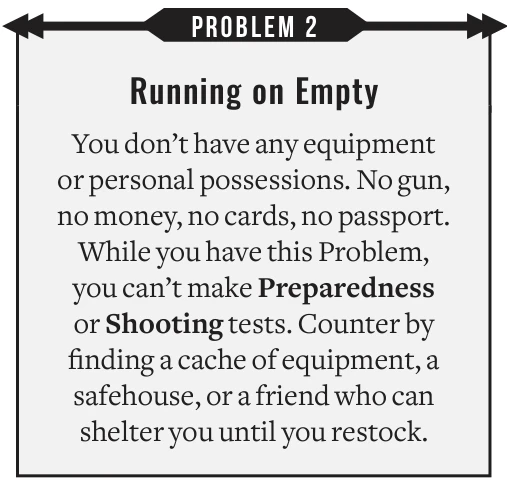 PROBLEM 2
Running on Empty
You don’t have any equipment
or personal possessions. No gun,
no money, no cards, no passport.
While you have this Problem,
you can’t make Preparedness
or Shooting tests. Counter by
finding a cache of equipment, a
safehouse, or a friend who can
shelter you until you restock.